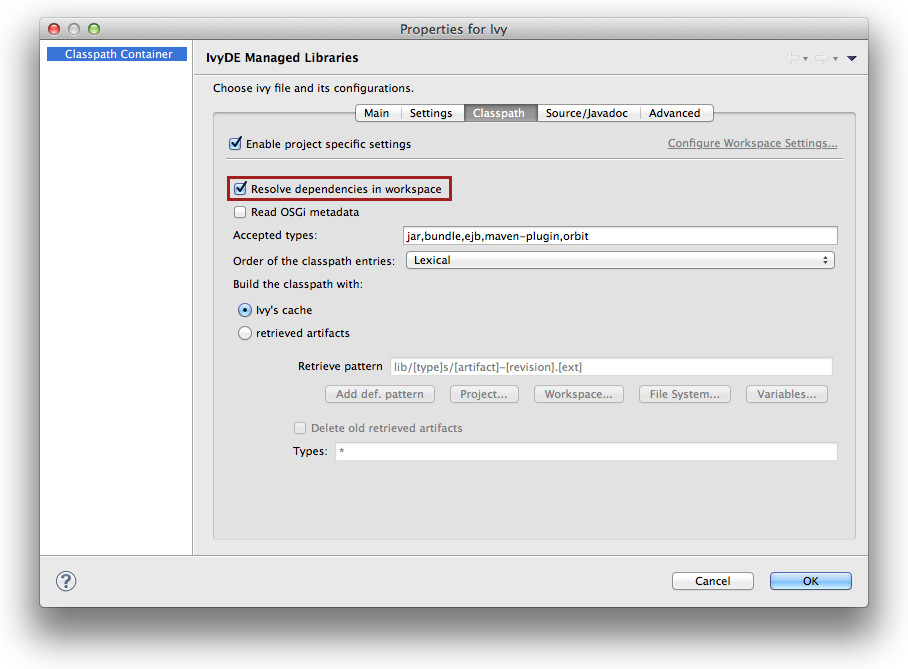 Properties for Ivy
Classpath Container
IvyDE Managed Libraries
Choose ivy file and its configurations.
Main Settings Classpath Source/Javadoc Advanced
Enable project specific settings Configure Workspace Settings...
Resolve dependencies in workspace
Read OSGi metadata
Accepted types: jar,bundle,ejb,maven-plugin,orbit
Order of the classpath entries: Lexical
Build the classpath with:
Ivy's cache
retrieved artifacts
Retrieve pattern lib/[type]s/[artifact]-[revision].[ext]
Add def. pattern Project... Workspace... File System... Variables...
Delete old retrieved artifacts
Types: *
? Cancel OK